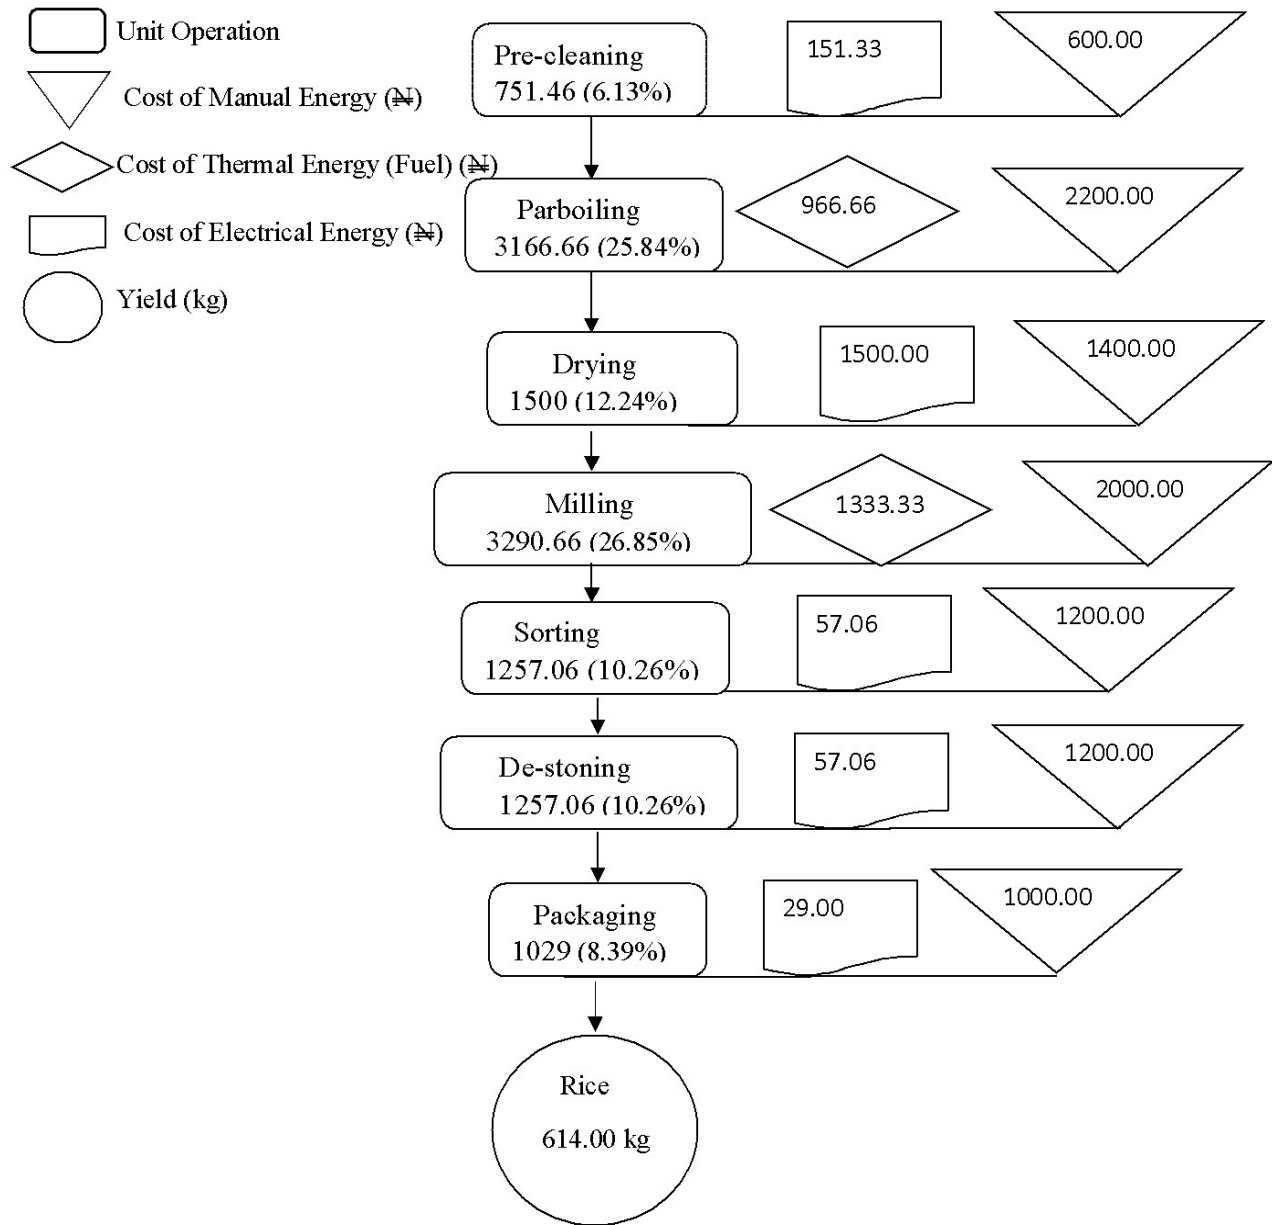 Unit Operation
Cost of Manual Energy (₦)
Cost of Thermal Energy (Fuel) (₦)
Cost of Electrical Energy (₦)
Yield (kg)
Pre-cleaning
751.46 (6.13%)
151.33
600.00
Parboiling
3166.66 (25.84%)
966.66
2200.00
Drying
1500 (12.24%)
1500.00
1400.00
Milling
3290.66 (26.85%)
1333.33
2000.00
Sorting
1257.06 (10.26%)
57.06
1200.00
De-stoning
1257.06 (10.26%)
57.06
1200.00
Packaging
1029 (8.39%)
29.00
1000.00
Rice
614.00 kg